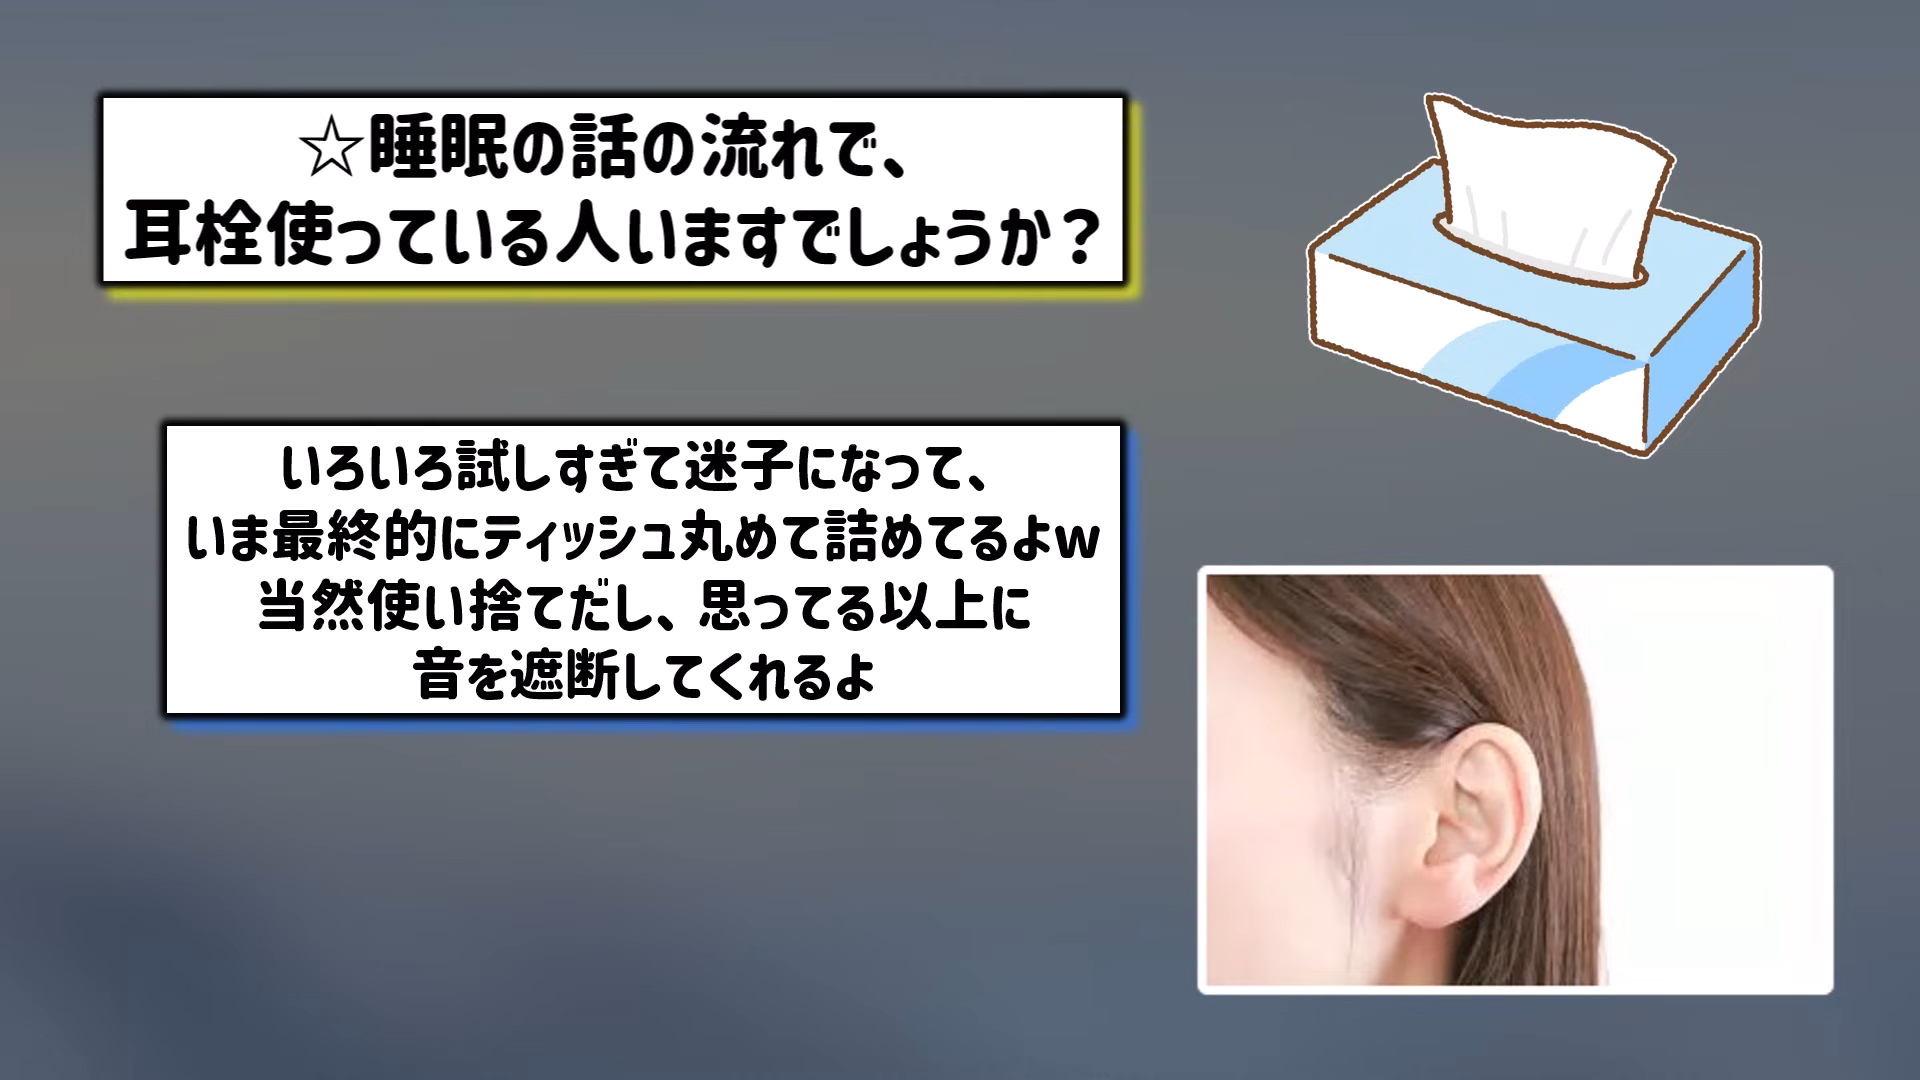 ☆睡眠の話の流れで、
耳栓使っている人いますでしょうか？
いろいろ試しすぎて迷子になって、
いま最終的にティッシュ丸めて詰めてるよw
当然使い捨てだし、思ってる以上に
音を遮断してくれるよ